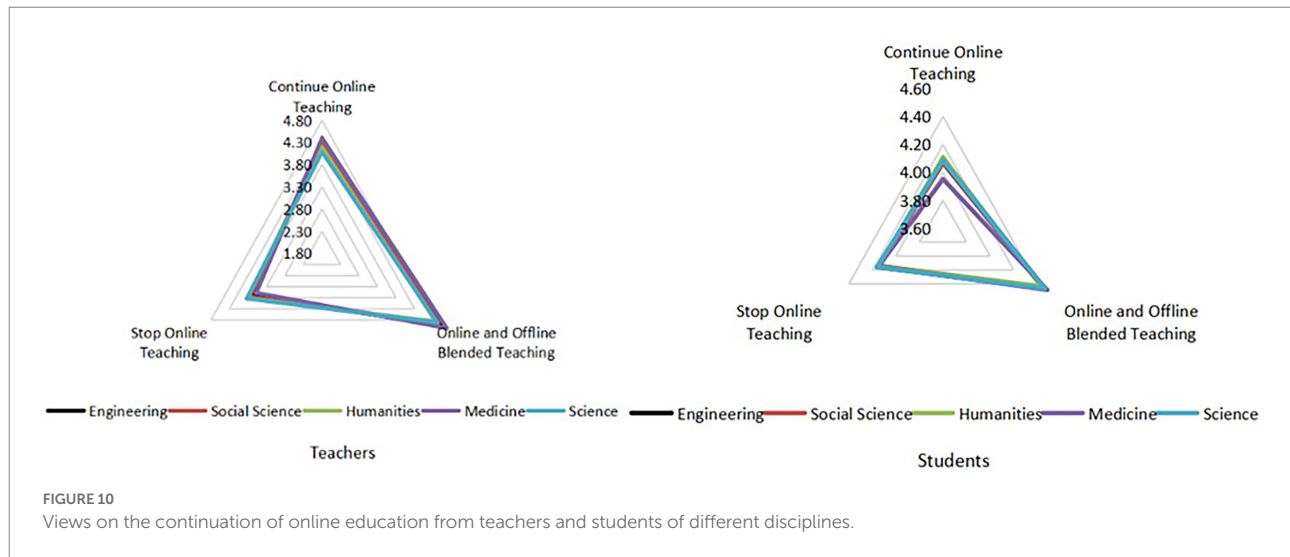 Continue Online
Teaching
4.80
4.30
3.80
3.30
2.80
2.30
1.80
Stop Online
Teaching
Online and Offline
Blended Teaching
Engineering Social Science Humanities Medicine Science
Teachers
Continue Online
Teaching
4.60
4.40
4.20
4.00
3.80
3.60
Stop Online
Teaching
Online and Offline
Blended Teaching
Engineering Social Science Humanities Medicine Science
Students
FIGURE 10
Views on the continuation of online education from teachers and students of different disciplines.